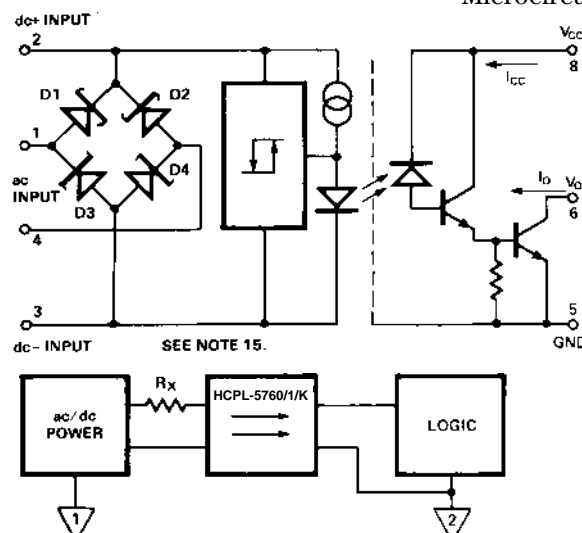 Microcircu
dc+ INPUT
2
VCC
8
ICC
D1
D2
1
ac
INPUT
D3
D4
4
IO
VO
6
3
dc– INPUT
SEE NOTE 15.
5
GND
ac/dc
POWER
RX
HCPL-5760/1/K
LOGIC
1
2